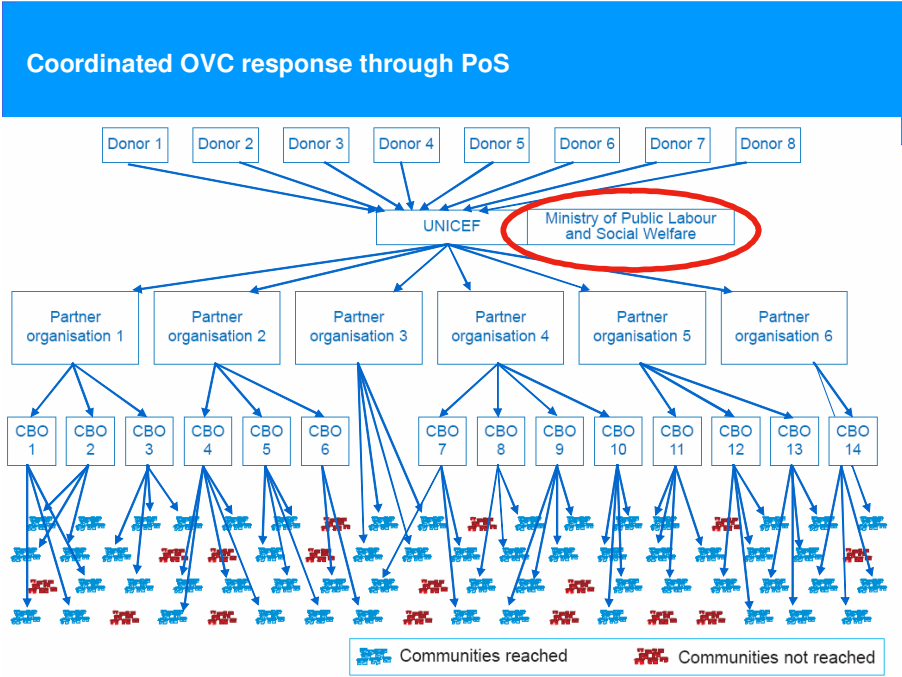 Coordinated OVC response through PoS
Donor 1
Donor 2
Donor 3
Donor 4
Donor 5
Donor 6
Donor 7
Donor 8
UNICEF
Ministry of Public Labour
and Social Welfare
Partner
organisation 1
Partner
organisation 2
Partner
organisation 3
Partner
organisation 4
Partner
organisation 5
Partner
organisation 6
CBO
1
CBO
2
CBO
3
CBO
4
CBO
5
CBO
6
CBO
7
CBO
8
CBO
9
CBO
10
CBO
11
CBO
12
CBO
13
CBO
14
Communities reached
Communities not reached